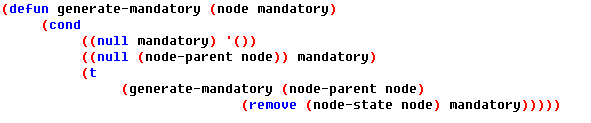 (defun generate-mandatory (node mandatory)
(cond
((null mandatory) '())
((null (node-parent node)) mandatory)
(t
(generate-mandatory (node-parent node)
(remove (node-state node) mandatory)))))